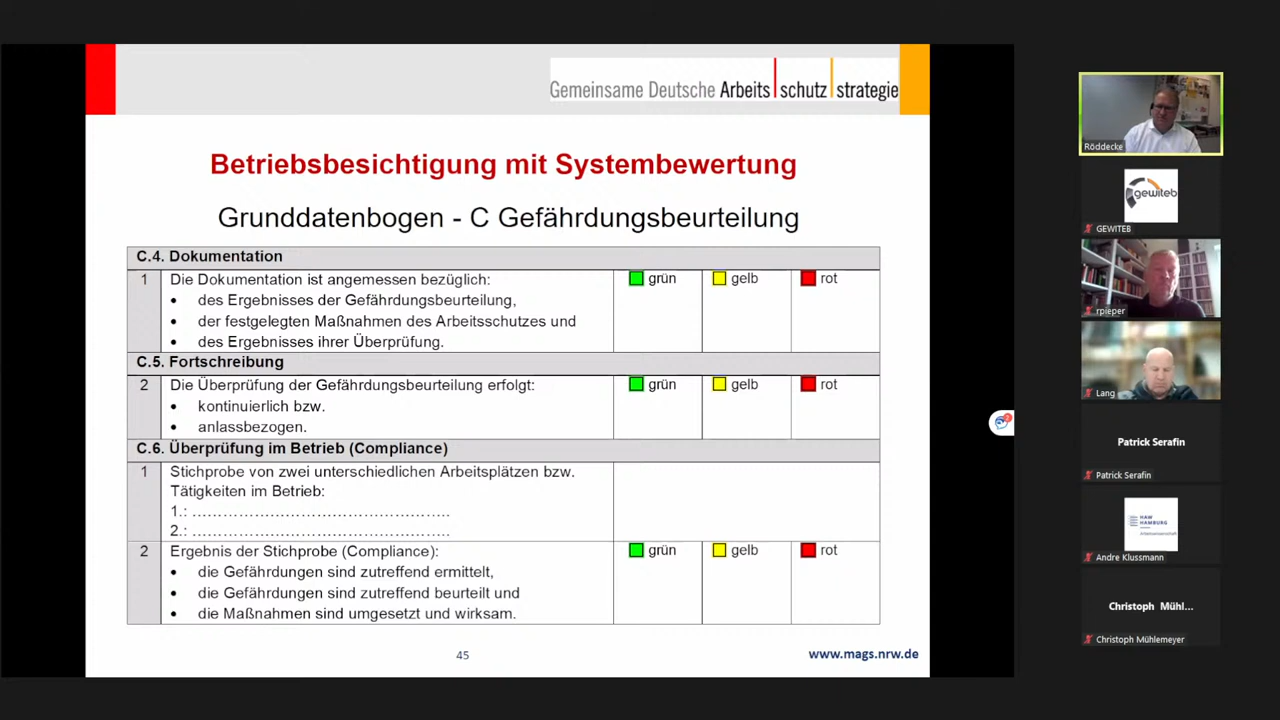 Gemeinsame Deutsche Arbeitsschutzstrategie
Betriebsbesichtigung mit Systembewertung
Grunddatenbogen - C Gefährdungsbeurteilung
C.4. Dokumentation
1 Die Dokumentation ist angemessen bezüglich: grün gelb rot
• des Ergebnisses der Gefährdungsbeurteilung,
• der festgelegten Maßnahmen des Arbeitsschutzes und
• des Ergebnisses ihrer Überprüfung.
C.5. Fortschreibung
2 Die Überprüfung der Gefährdungsbeurteilung erfolgt: grün gelb rot
• kontinuierlich bzw.
• anlassbezogen.
C.6. Überprüfung im Betrieb (Compliance)
1 Stichprobe von zwei unterschiedlichen Arbeitsplätzen bzw.
Tätigkeiten im Betrieb:
1.: ……………………………………..
2.: ……………………………………..
2 Ergebnis der Stichprobe (Compliance): grün gelb rot
• die Gefährdungen sind zutreffend ermittelt,
• die Gefährdungen sind zutreffend beurteilt und
• die Maßnahmen sind umgesetzt und wirksam.
45
www.mags.nrw.de
Röddecke
gewiteb
GEWITEB
rpieper
Lang
Patrick Serafin
Patrick Serafin
HAW
HAMBURG
Andre Klussmann
Christoph Mühl...
Christoph Mühlemeyer